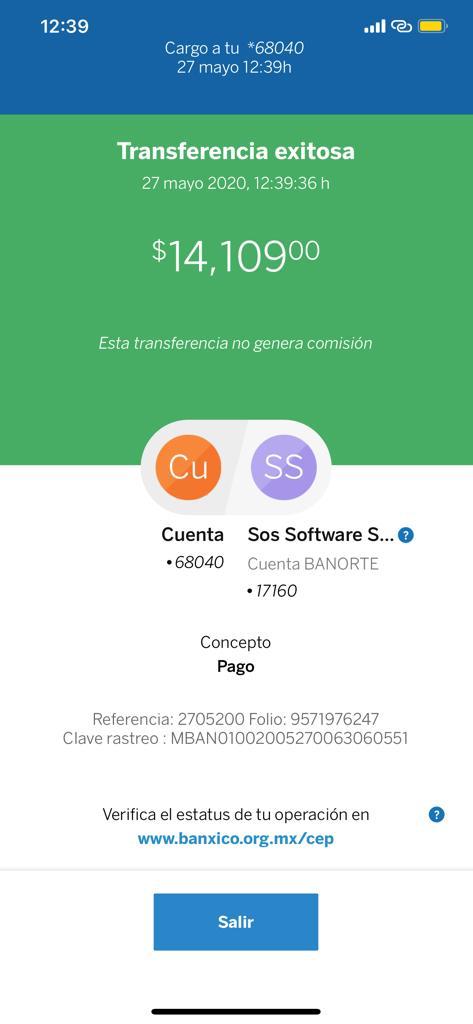 12:39
Cargo a tu *68040
27 mayo 12:39h
Transferencia exitosa
27 mayo 2020, 12:39:36 h
$14,109.00
Esta transferencia no genera comisión
Cu SS
Cuenta Sos Software S... ?
•68040 Cuenta BANORTE
•17160
Concepto
Pago
Referencia: 2705200 Folio: 9571976247
Clave rastreo : MBAN01002005270063060551
Verifica el estatus de tu operación en ?
www.banxico.org.mx/cep
Salir